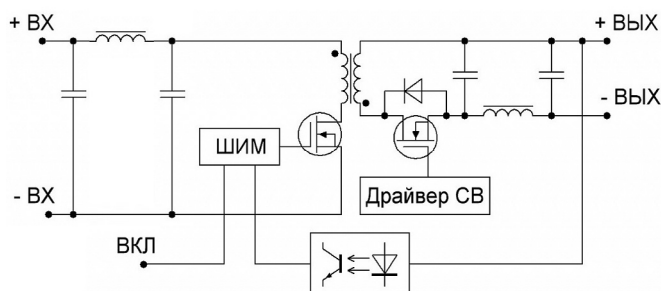 + ВХ
+ ВЫХ
- ВЫХ
ШИМ
Драйвер СВ
- ВХ
ВКЛ